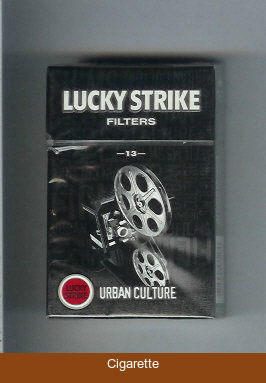 LUCKY STRIKE
FILTERS
—13—
LUCKY
STRIKE
URBAN CULTURE
Cigarette